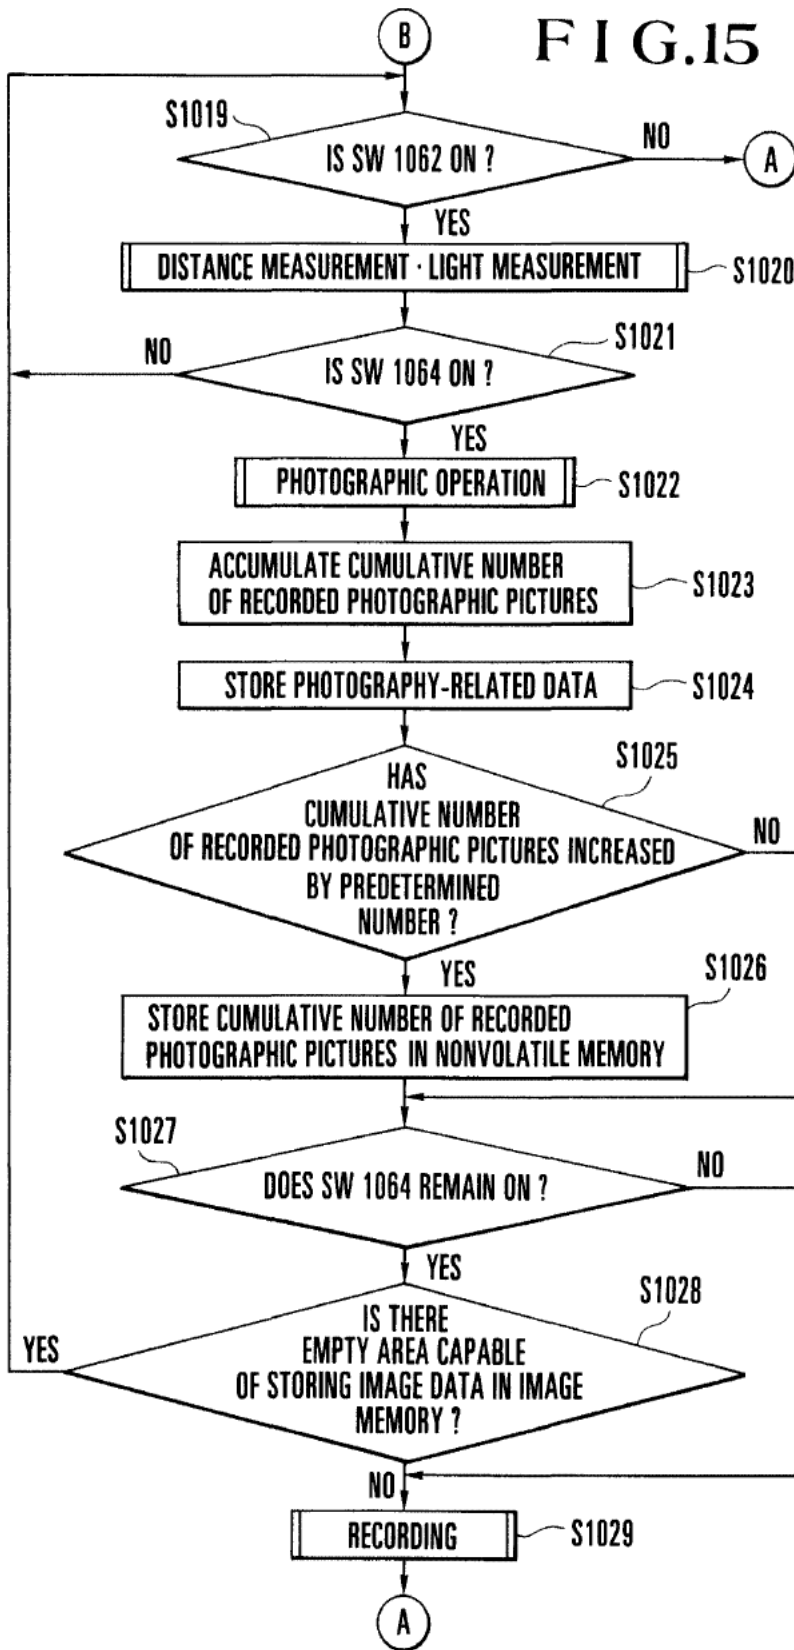 B
F I G.15
S1019
IS SW 1062 ON ?
NO
A
YES
DISTANCE MEASUREMENT · LIGHT MEASUREMENT
S1020
NO
S1021
IS SW 1064 ON ?
YES
PHOTOGRAPHIC OPERATION
S1022
ACCUMULATE CUMULATIVE NUMBER
OF RECORDED PHOTOGRAPHIC PICTURES
S1023
STORE PHOTOGRAPHY-RELATED DATA
S1024
S1025
HAS
CUMULATIVE NUMBER
OF RECORDED PHOTOGRAPHIC PICTURES INCREASED
BY PREDETERMINED
NUMBER ?
NO
YES
S1026
STORE CUMULATIVE NUMBER OF RECORDED
PHOTOGRAPHIC PICTURES IN NONVOLATILE MEMORY
S1027
DOES SW 1064 REMAIN ON ?
NO
YES
S1028
IS THERE
EMPTY AREA CAPABLE
OF STORING IMAGE DATA IN IMAGE
MEMORY ?
YES
NO
RECORDING
S1029
A